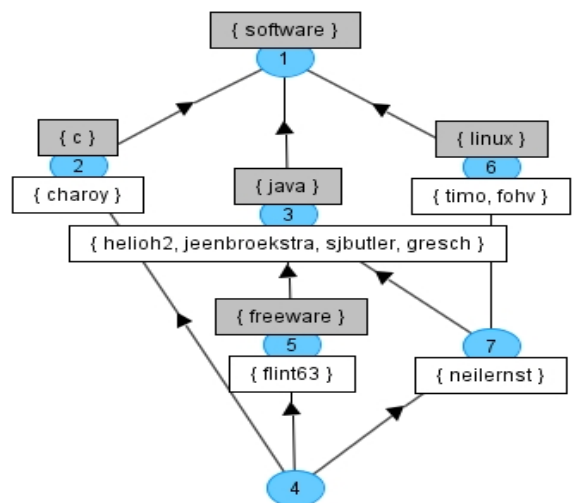 { software }
1
{ c }
2
{ charoy }
{ linux }
6
{ timo, fohv }
{ java }
3
{ helioh2, jeenbroekstra, sjbutler, gresch }
{ freeware }
5
{ flint63 }
7
{ neilernst }
4